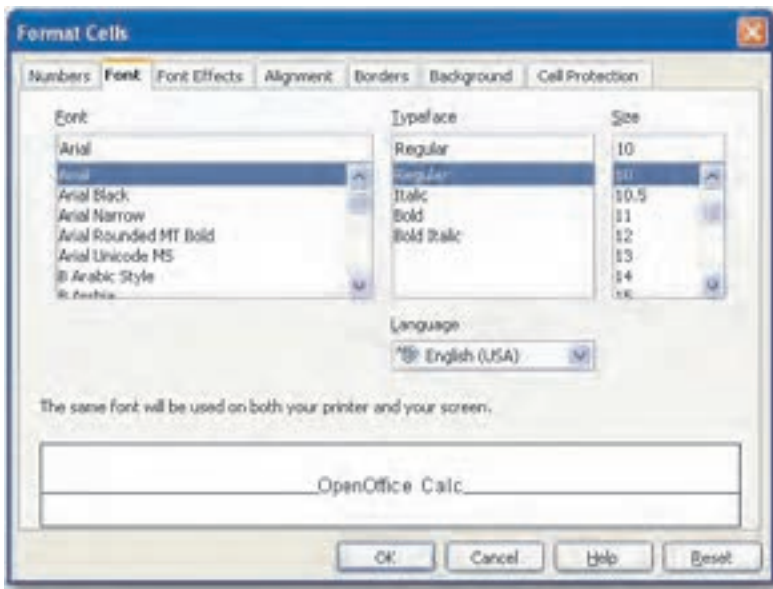 Format Cells
Numbers Font Font Effects Alignment Borders Background Cell Protection
Font Typeface Size
Arial Regular 10
Arial Regular 10
Arial Black Italic 10.5
Arial Narrow Bold 11
Arial Rounded MT Bold Bold Italic 12
Arial Unicode MS 13
B Arabic Style 14
B Arabia 15
Language
English (USA)
The same font will be used on both your printer and your screen.
OpenOffice Calc
OK Cancel Help Reset